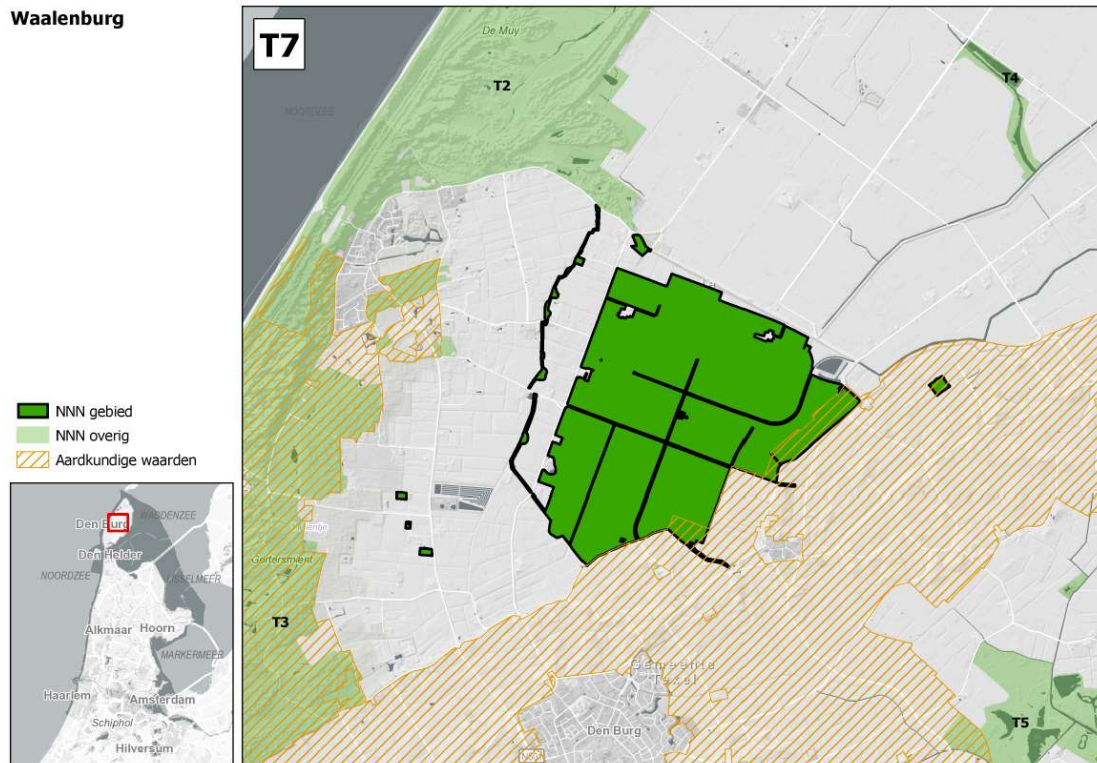 Waalenburg
T7
De Muy
T2
T4
NOORDZEE
NNN gebied
NNN overig
Aardkundige waarden
Gortersmient
T3
Gemeente
Texel
Den Burg
T5
Den Burg
WADDENZEE
Den Helder
NOORDZEE
IJSSELMEER
Alkmaar
Hoorn
MARKERMEER
Haarlem
Amsterdam
Schiphol
Hilversum